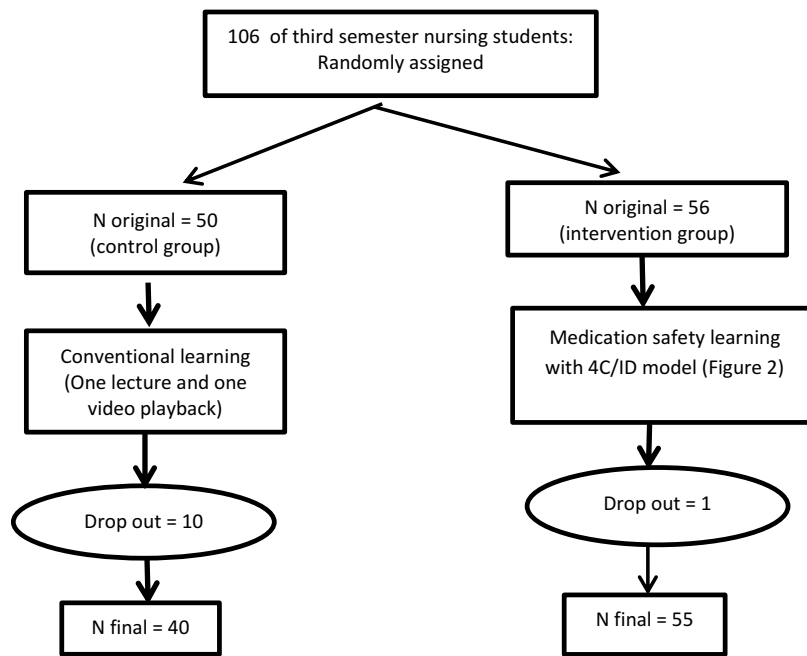 106 of third semester nursing students:
Randomly assigned
N original = 50
(control group)
N original = 56
(intervention group)
Conventional learning
(One lecture and one
video playback)
Medication safety learning
with 4C/ID model (Figure 2)
Drop out = 10
Drop out = 1
N final = 40
N final = 55